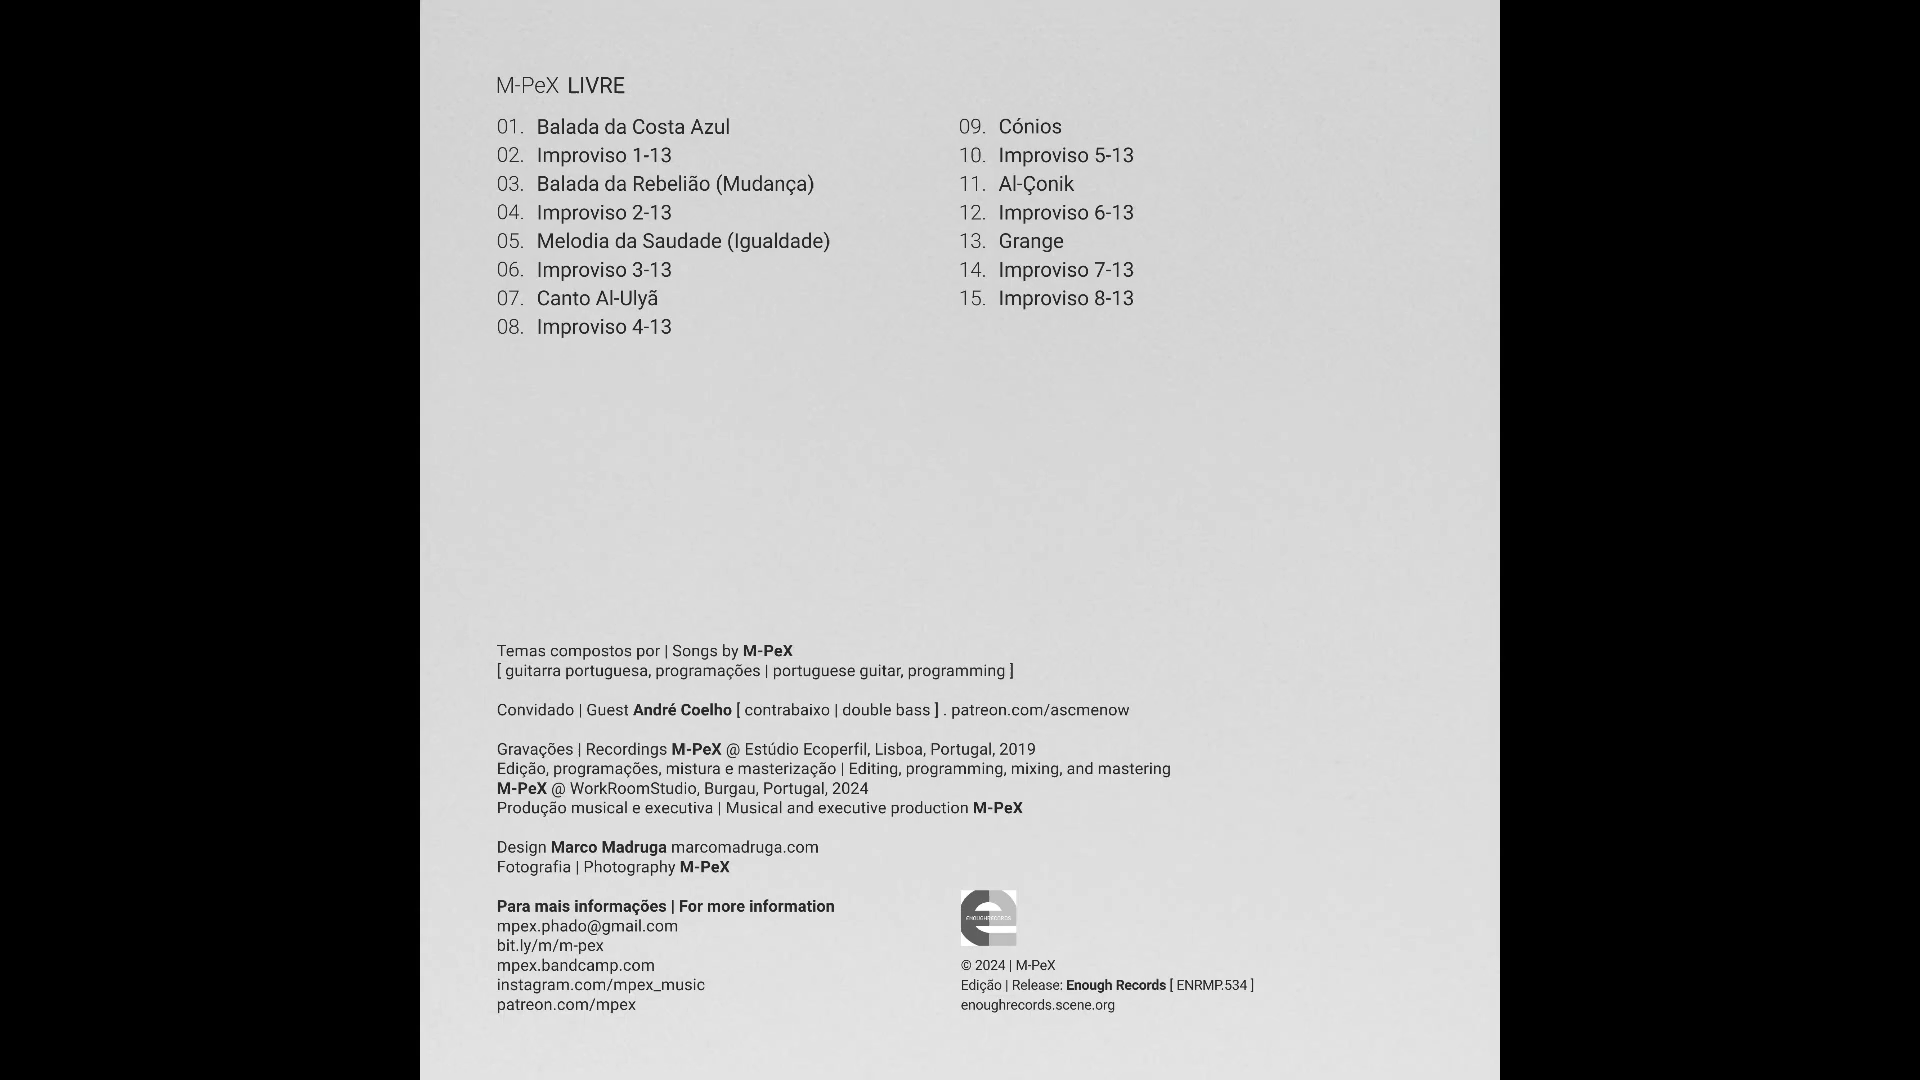 M-PeX LIVRE
01. Balada da Costa Azul
02. Improviso 1-13
03. Balada da Rebelião (Mudança)
04. Improviso 2-13
05. Melodia da Saudade (Igualdade)
06. Improviso 3-13
07. Canto Al-Ulyã
08. Improviso 4-13
09. Cónios
10. Improviso 5-13
11. Al-Çonik
12. Improviso 6-13
13. Grange
14. Improviso 7-13
15. Improviso 8-13
Temas compostos por | Songs by M-PeX
[ guitarra portuguesa, programações | portuguese guitar, programming ]
Convidado | Guest André Coelho [ contrabaixo | double bass ] . patreon.com/ascmenow
Gravações | Recordings M-PeX @ Estúdio Ecoperfil, Lisboa, Portugal, 2019
Edição, programações, mistura e masterização | Editing, programming, mixing, and mastering
M-PeX @ WorkRoomStudio, Burgau, Portugal, 2024
Produção musical e executiva | Musical and executive production M-PeX
Design Marco Madruga marcomadruga.com
Fotografia | Photography M-PeX
Para mais informações | For more information
mpex.phado@gmail.com
bit.ly/m/m-pex
mpex.bandcamp.com
instagram.com/mpex_music
patreon.com/mpex
ENOUGHRECORDS
© 2024 | M-PeX
Edição | Release: Enough Records [ ENRMP.534 ]
enoughrecords.scene.org